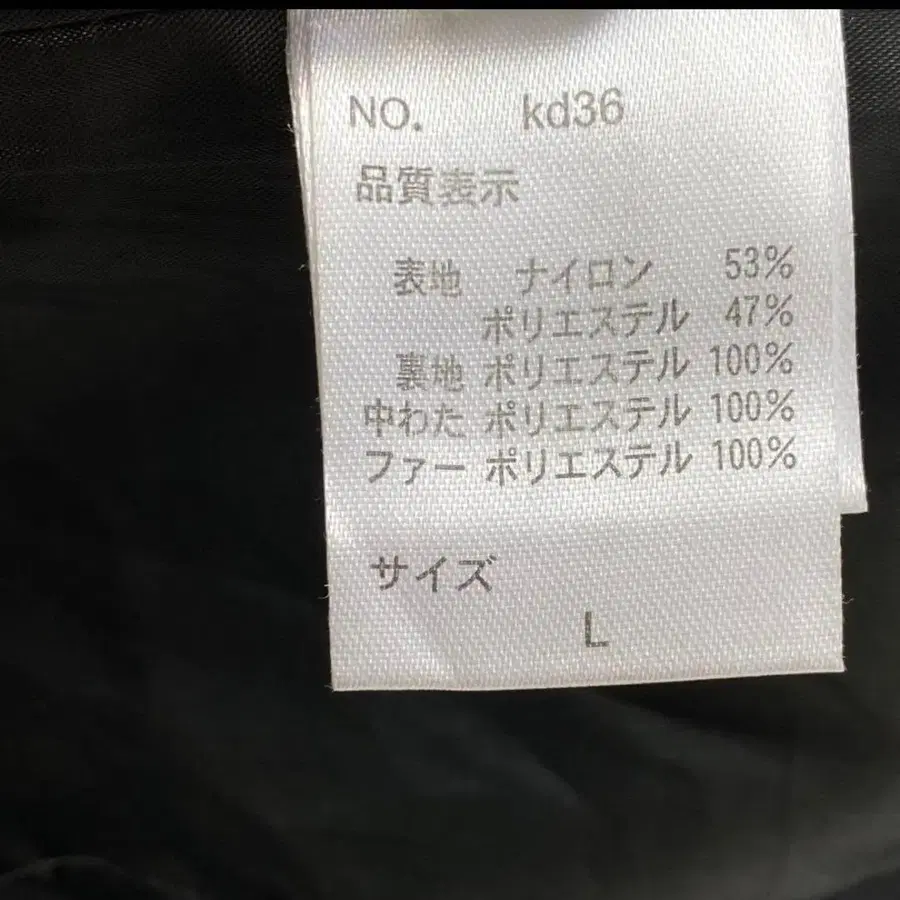 NO. kd36
品質表示
表地 ナイロン 53%
ポリエステル 47%
裏地 ポリエステル 100%
中わた ポリエステル 100%
ファー ポリエステル 100%
サイズ
L